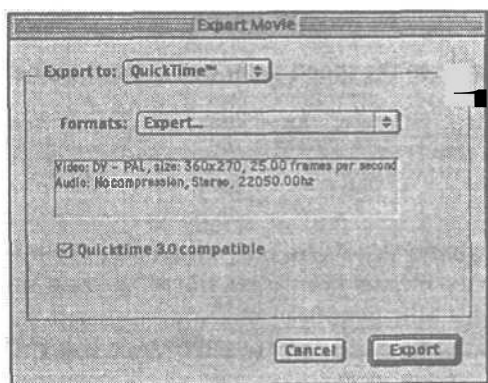 Export Movie
Export to: QuickTime™
Formats: Expert...
Video: DV - PAL, size: 360x270, 25.00 frames per second
Audio: No compression, Stereo, 22050.00hz
Quicktime 3.0 compatible
Cancel Export